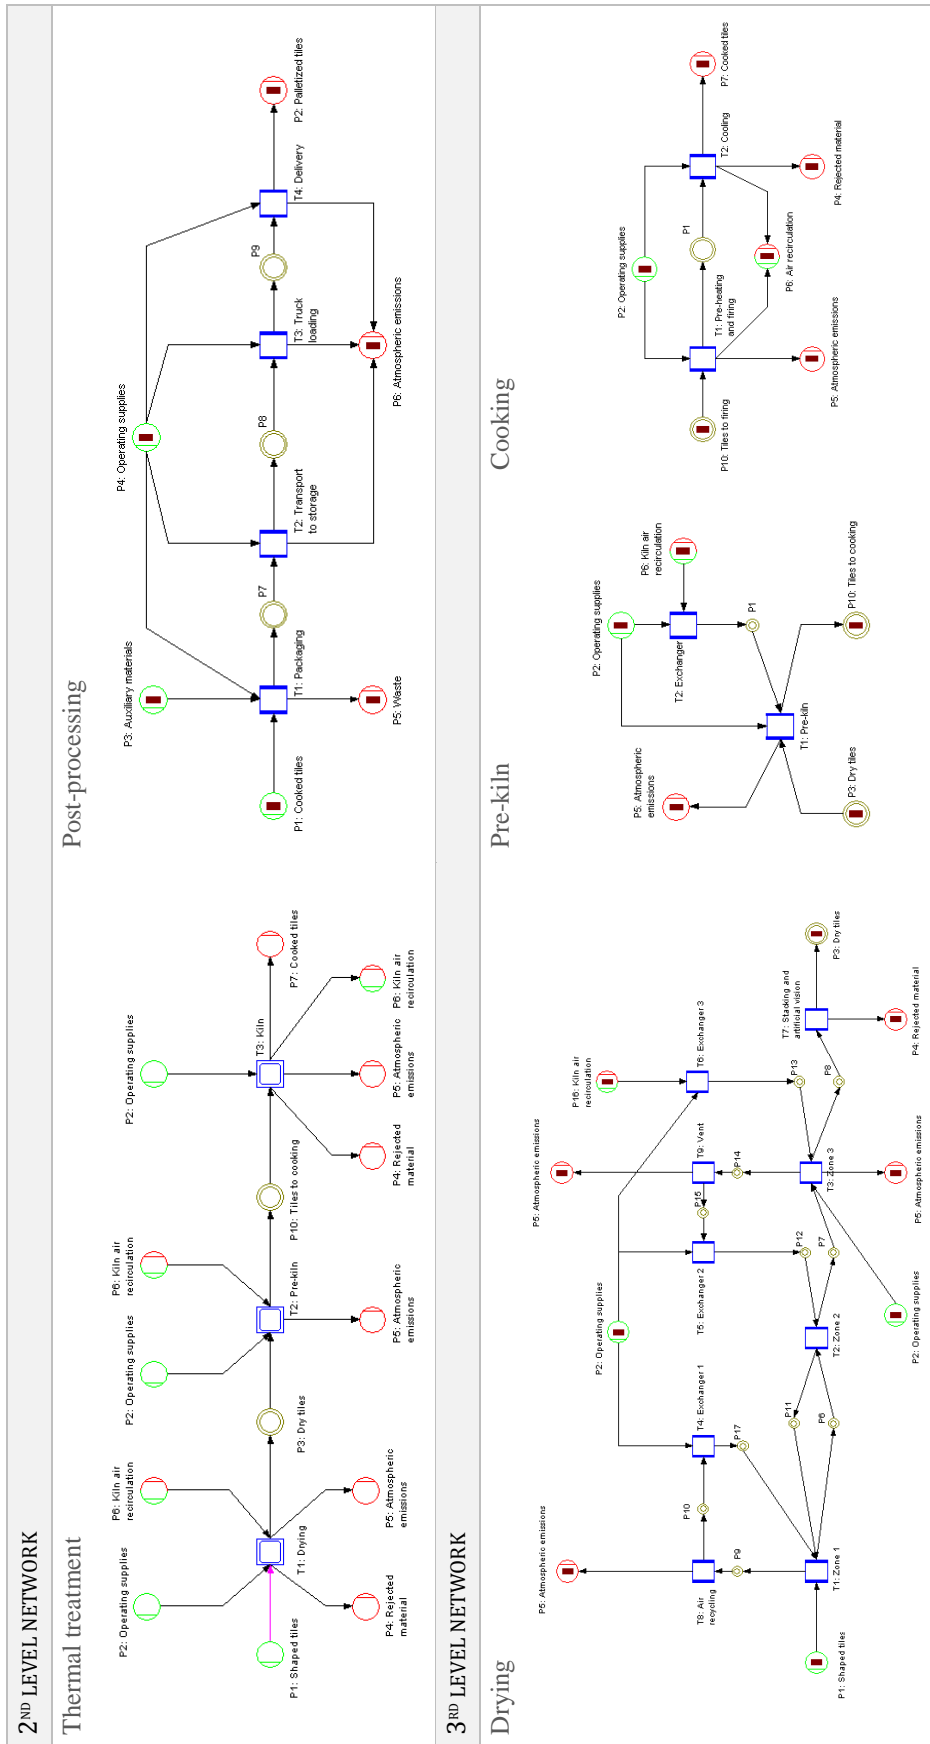 2ND LEVEL NETWORK
Thermal treatment
P2: Operating supplies
P6: Kiln air
recirculation
P2: Operating supplies
P6: Kiln air
recirculation
P2: Operating supplies
P1: Shaped tiles
T1: Drying
P3: Dry tiles
T2: Pre-kiln
P10: Tiles to cooking
T3: Kiln
P7: Cooked tiles
P4: Rejected
material
P5: Atmospheric
emissions
P5: Atmospheric
emissions
P4: Rejected
material
P5: Atmospheric
emissions
P6: Kiln air
recirculation
Post-processing
P3: Auxiliary materials
P4: Operating supplies
P1: Cooked tiles
T1: Packaging
P7
T2: Transport
to storage
P8
T3: Truck
loading
P9
T4: Delivery
P2: Palletized tiles
P5: Waste
P6: Atmospheric emissions
3RD LEVEL NETWORK
Drying
P5: Atmospheric emissions
P2: Operating supplies
P5: Atmospheric emissions
P16: Kiln air
recirculation
T8: Air
recycling
P10
T4: Exchanger 1
T5: Exchanger 2
P15
T9: Vent
T6: Exchanger 3
P9
P17
P14
P11
P12
P13
P1: Shaped tiles
T1: Zone 1
P6
T2: Zone 2
P7
T3: Zone 3
P8
T7: Stacking and
artificial vision
P3: Dry tiles
P2: Operating supplies
P5: Atmospheric emissions
P4: Rejected material
Pre-kiln
P5: Atmospheric
emissions
P2: Operating supplies
P6: Kiln air
recirculation
T2: Exchanger
P1
T1: Pre-kiln
P3: Dry tiles
P10: Tiles to cooking
Cooking
P2: Operating supplies
P10: Tiles to firing
T1: Pre-heating
and firing
P1
T2: Cooling
P7: Cooked tiles
P6: Air recirculation
P5: Atmospheric emissions
P4: Rejected material